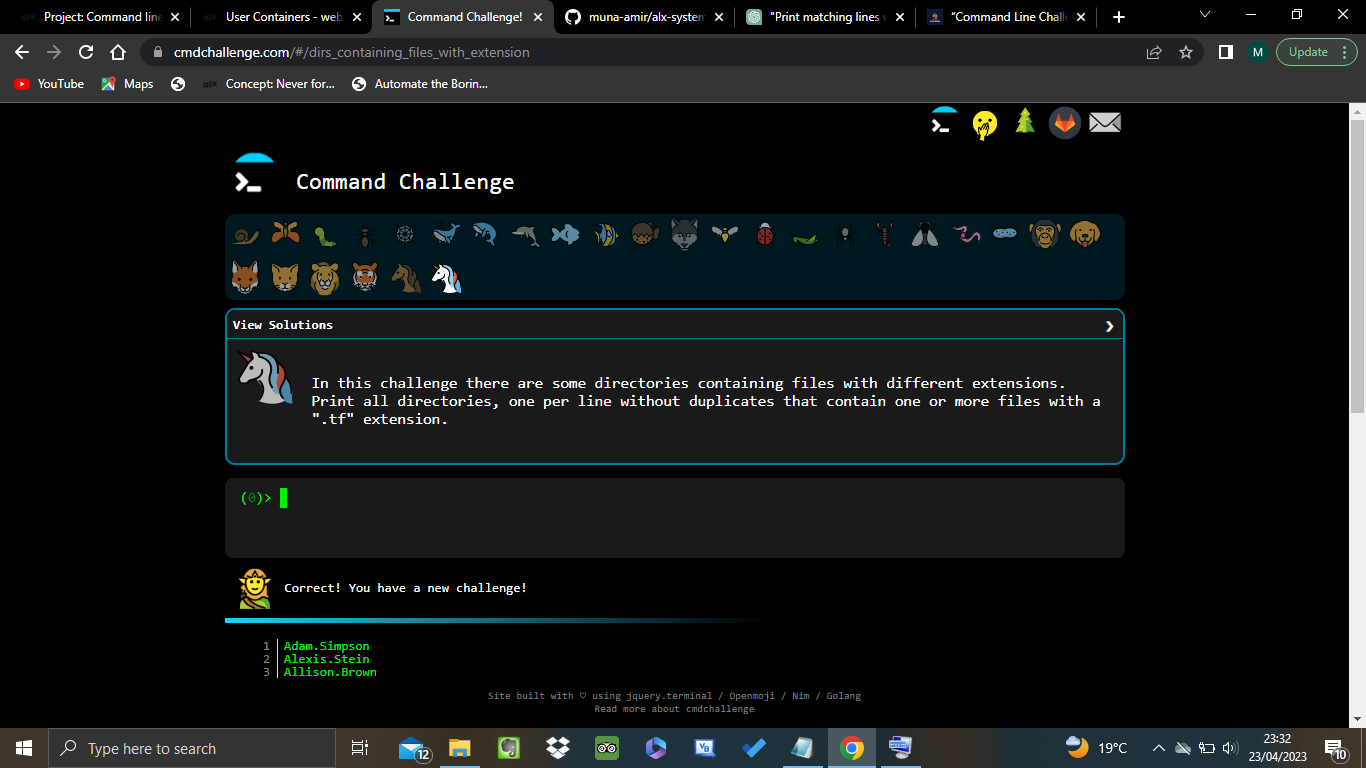 Project: Command line
User Containers - web
Command Challenge!
muna-amir/alx-system
"Print matching lines
"Command Line Chall
cmdchallenge.com/#/dirs_containing_files_with_extension
M
Update
YouTube
Maps
Concept: Never for...
Automate the Borin...
Command Challenge
View Solutions
In this challenge there are some directories containing files with different extensions.
Print all directories, one per line without duplicates that contain one or more files with a
".tf" extension.
(0)>
Correct! You have a new challenge!
1 Adam.Simpson
2 Alexis.Stein
3 Allison.Brown
Site built with ♡ using jquery.terminal / Openmoji / Nim / Golang
Read more about cmdchallenge
Type here to search
12
19°C
23:32
23/04/2023
10